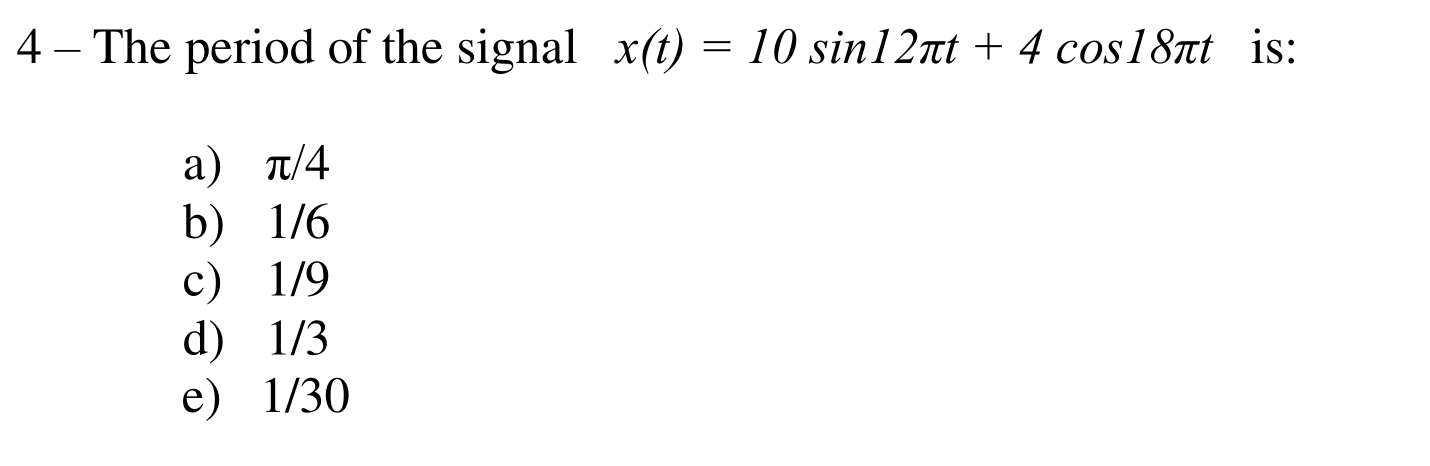 4 – The period of the signal x(t) = 10 sin12πt + 4 cos18πt is:
a) π/4
b) 1/6
c) 1/9
d) 1/3
e) 1/30